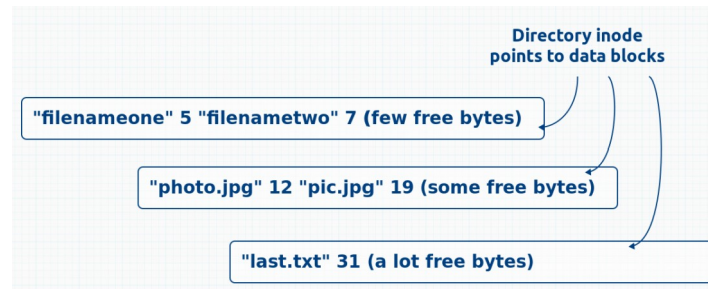 Directory inode
points to data blocks
"filenameone" 5 "filenametwo" 7 (few free bytes)
"photo.jpg" 12 "pic.jpg" 19 (some free bytes)
"last.txt" 31 (a lot free bytes)